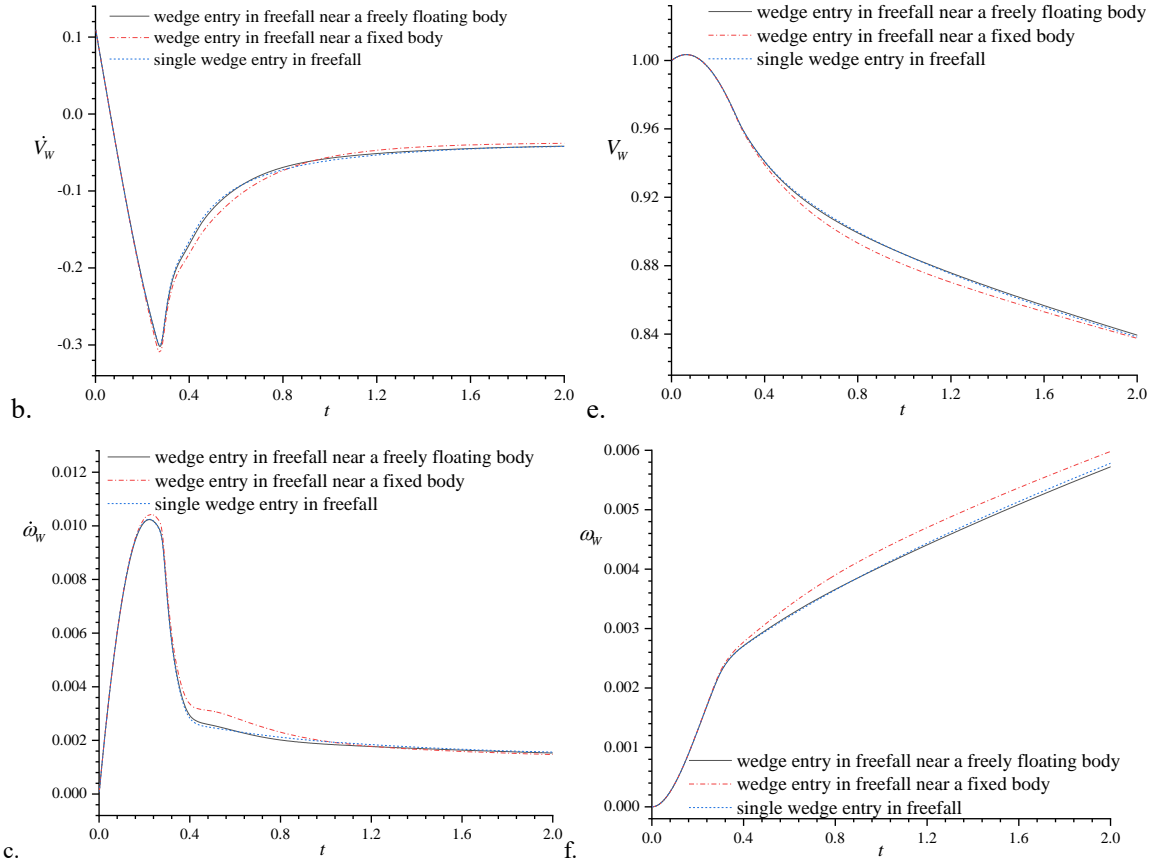 wedge entry in freefall near a freely floating body
wedge entry in freefall near a fixed body
single wedge entry in freefall
0.1
0.0
-0.1
-0.2
-0.3
V̇_W
0.0 0.4 0.8 1.2 1.6 2.0
t
b.
wedge entry in freefall near a freely floating body
wedge entry in freefall near a fixed body
single wedge entry in freefall
1.00
0.96
0.92
0.88
0.84
V_W
0.0 0.4 0.8 1.2 1.6 2.0
t
e.
wedge entry in freefall near a freely floating body
wedge entry in freefall near a fixed body
single wedge entry in freefall
0.012
0.010
0.008
0.006
0.004
0.002
0.000
ω̇_W
0.0 0.4 0.8 1.2 1.6 2.0
t
c.
0.006
0.005
0.004
0.003
0.002
0.001
0.000
ω_W
wedge entry in freefall near a freely floating body
wedge entry in freefall near a fixed body
single wedge entry in freefall
0.0 0.4 0.8 1.2 1.6 2.0
t
f.